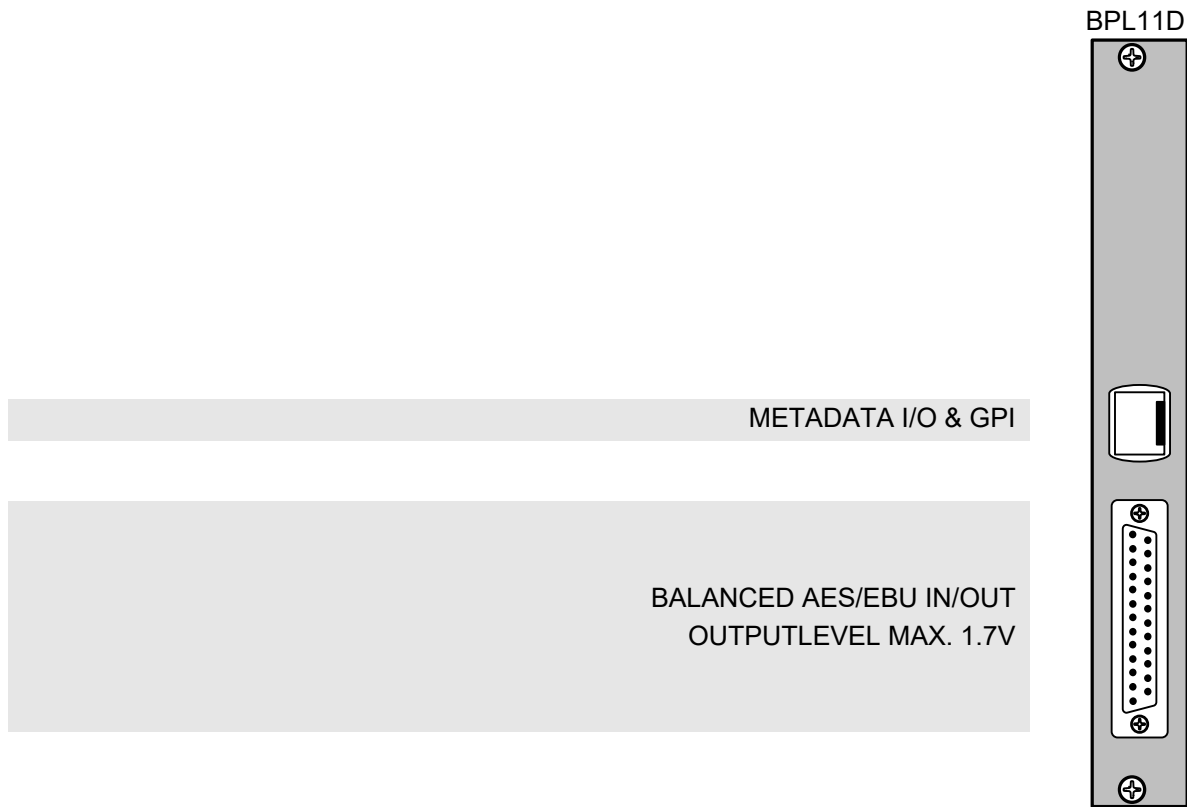 BPL11D
METADATA I/O & GPI
BALANCED AES/EBU IN/OUT
OUTPUTLEVEL MAX. 1.7V